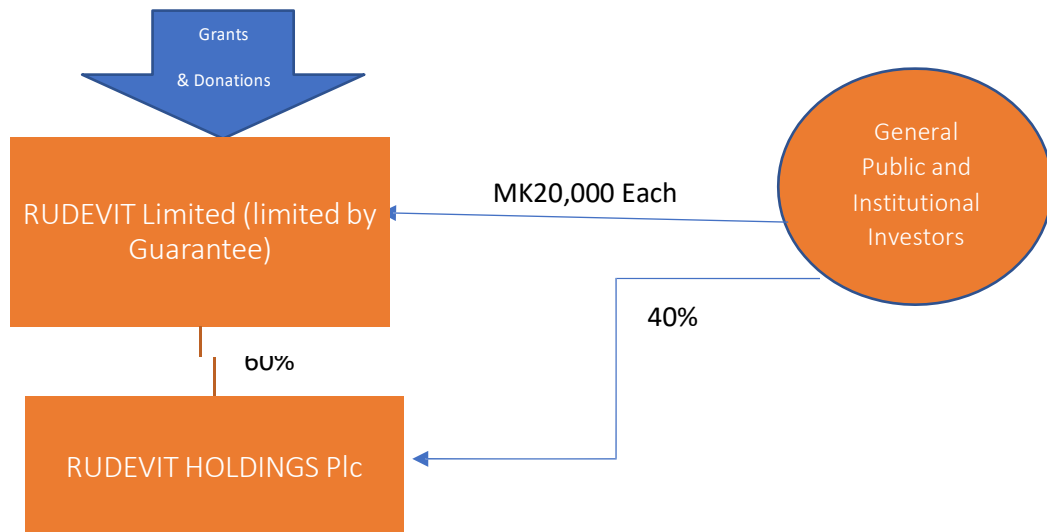 Grants
& Donations
RUDEVIT Limited (limited by
Guarantee)
MK20,000 Each
General
Public and
Institutional
Investors
40%
60%
RUDEVIT HOLDINGS Plc